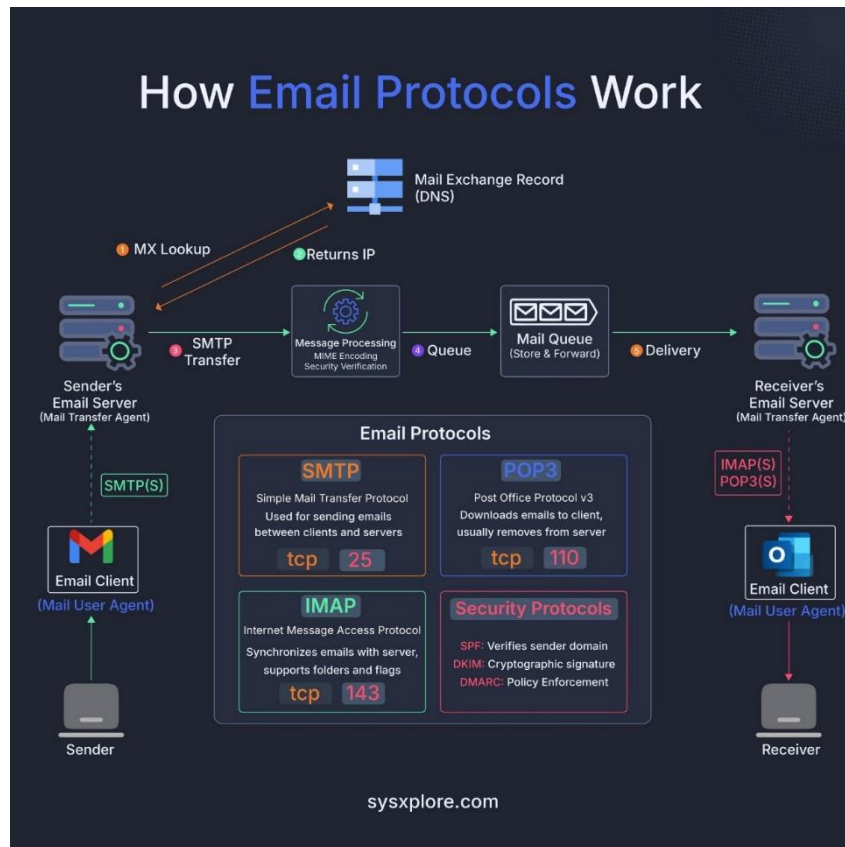 How Email Protocols Work
Mail Exchange Record
(DNS)
1 MX Lookup
2 Returns IP
3 SMTP
Transfer
Message Processing
MIME Encoding
Security Verification
4 Queue
Mail Queue
(Store & Forward)
5 Delivery
Sender's
Email Server
(Mail Transfer Agent)
Receiver's
Email Server
(Mail Transfer Agent)
SMTP(S)
Email Client
(Mail User Agent)
Sender
Email Protocols
SMTP
Simple Mail Transfer Protocol
Used for sending emails
between clients and servers
tcp 25
POP3
Post Office Protocol v3
Downloads emails to client,
usually removes from server
tcp 110
IMAP
Internet Message Access Protocol
Synchronizes emails with server,
supports folders and flags
tcp 143
Security Protocols
SPF: Verifies sender domain
DKIM: Cryptographic signature
DMARC: Policy Enforcement
IMAP(S)
POP3(S)
O
Email Client
(Mail User Agent)
Receiver
sysxplore.com